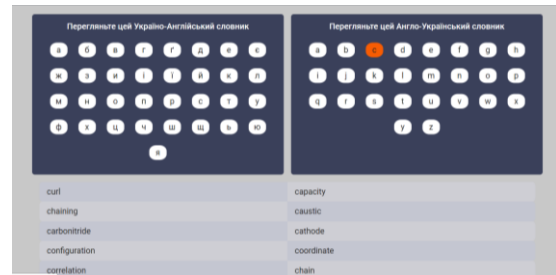 Перегляньте цей Україно-Англійський словник
а б в г ґ д е є
ж з и і ї й к л
м н о п р с т у
ф х ц ч ш щ ь ю
я
Перегляньте цей Англо-Український словник
a b c d e f g h
i j k l m n o p
q r s t u v w x
y z
curl capacity
chaining caustic
carbonitride cathode
configuration coordinate
correlation chain